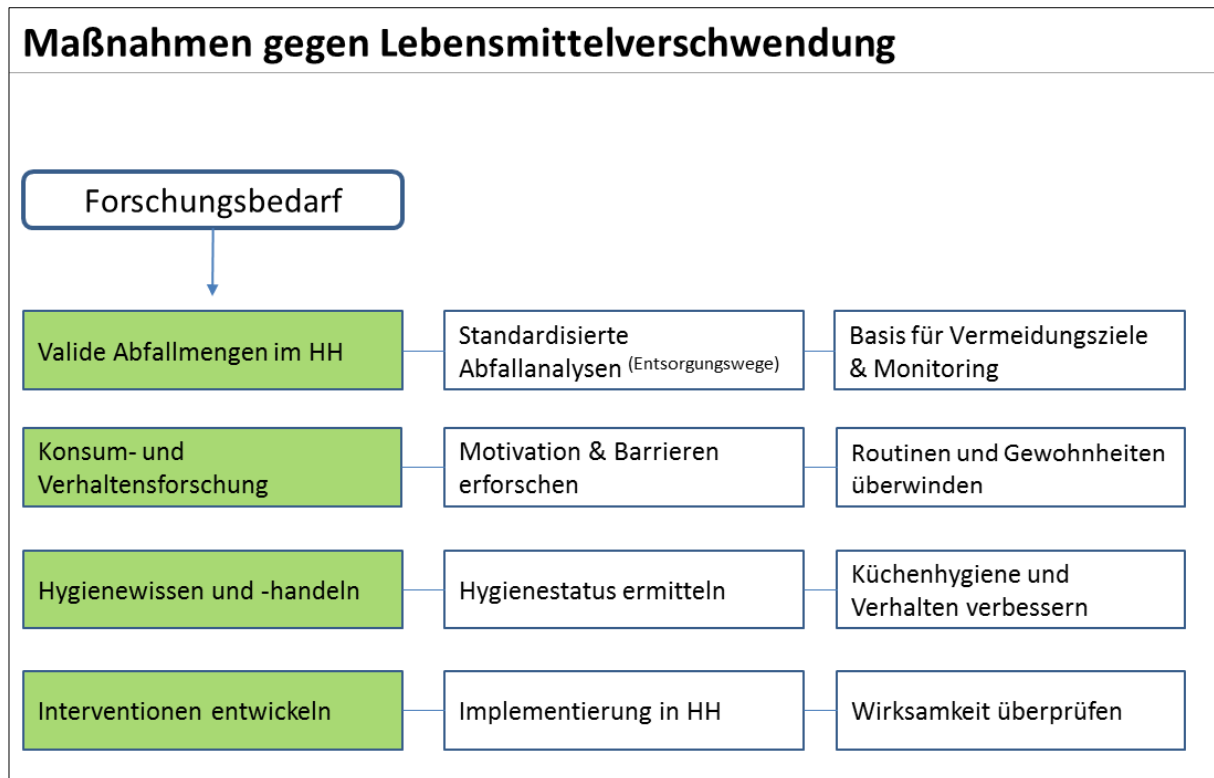 Maßnahmen gegen Lebensmittelverschwendung
Forschungsbedarf
Valide Abfallmengen im HH
Standardisierte
Abfallanalysen (Entsorgungswege)
Basis für Vermeidungsziele
& Monitoring
Konsum- und
Verhaltensforschung
Motivation & Barrieren
erforschen
Routinen und Gewohnheiten
überwinden
Hygienewissen und -handeln
Hygienestatus ermitteln
Küchenhygiene und
Verhalten verbessern
Interventionen entwickeln
Implementierung in HH
Wirksamkeit überprüfen